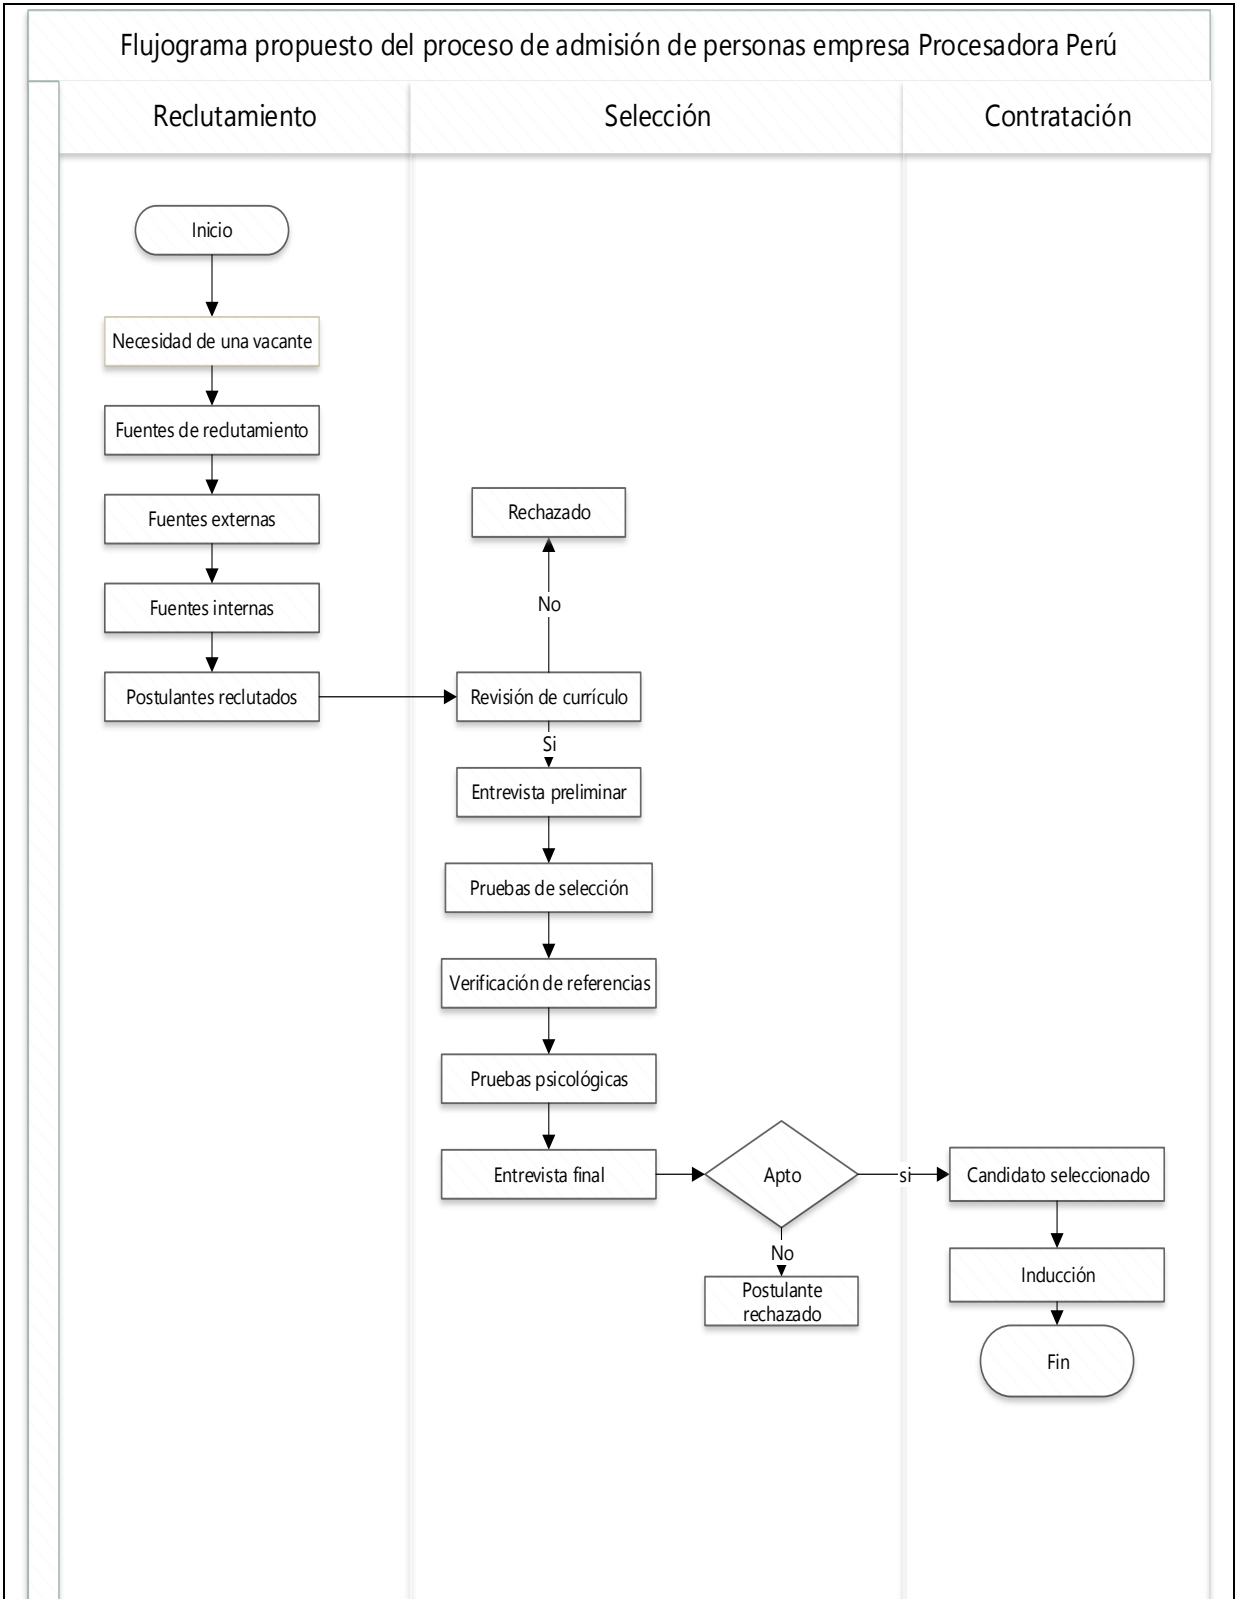 Flujograma propuesto del proceso de admisión de personas empresa Procesadora Perú
Reclutamiento
Selección
Contratación
Inicio
Necesidad de una vacante
Fuentes de reclutamiento
Fuentes externas
Fuentes internas
Postulantes reclutados
Rechazado
No
Revisión de currículo
Si
Entrevista preliminar
Pruebas de selección
Verificación de referencias
Pruebas psicológicas
Entrevista final
Apto
No
Postulante
rechazado
si
Candidato seleccionado
Inducción
Fin